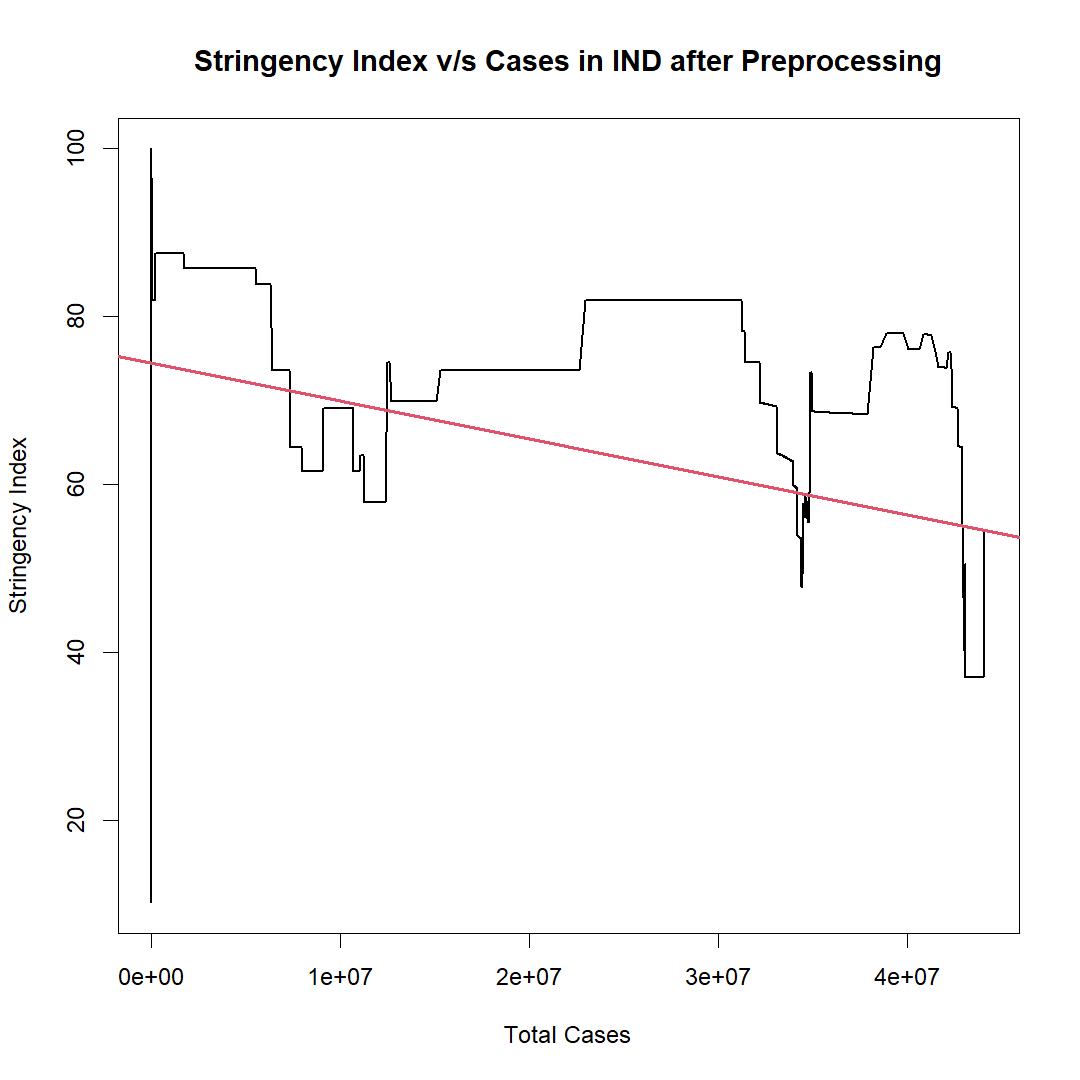 Stringency Index v/s Cases in IND after Preprocessing
100
80
60
40
20
Stringency Index
0e+00 1e+07 2e+07 3e+07 4e+07
Total Cases